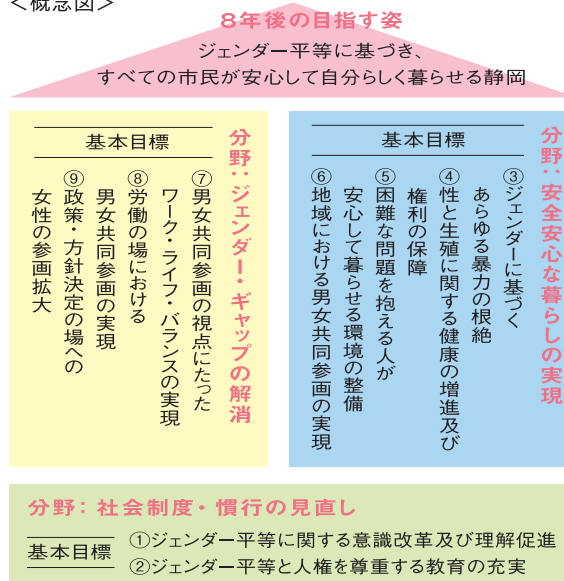 ＜概念図＞
8年後の目指す姿
ジェンダー平等に基づき、
すべての市民が安心して自分らしく暮らせる静岡
分野：安全安心な暮らしの実現
基本目標
③ジェンダーに基づく
あらゆる暴力の根絶
④性と生殖に関する健康の増進及び
権利の保障
⑤困難な問題を抱える人が
安心して暮らせる環境の整備
⑥地域における男女共同参画の実現
分野：ジェンダー・ギャップの解消
基本目標
⑦男女共同参画の視点にたった
ワーク・ライフ・バランスの実現
⑧労働の場における
男女共同参画の実現
⑨政策・方針決定の場への
女性の参画拡大
分野：社会制度・慣行の見直し
基本目標
①ジェンダー平等に関する意識改革及び理解促進
②ジェンダー平等と人権を尊重する教育の充実